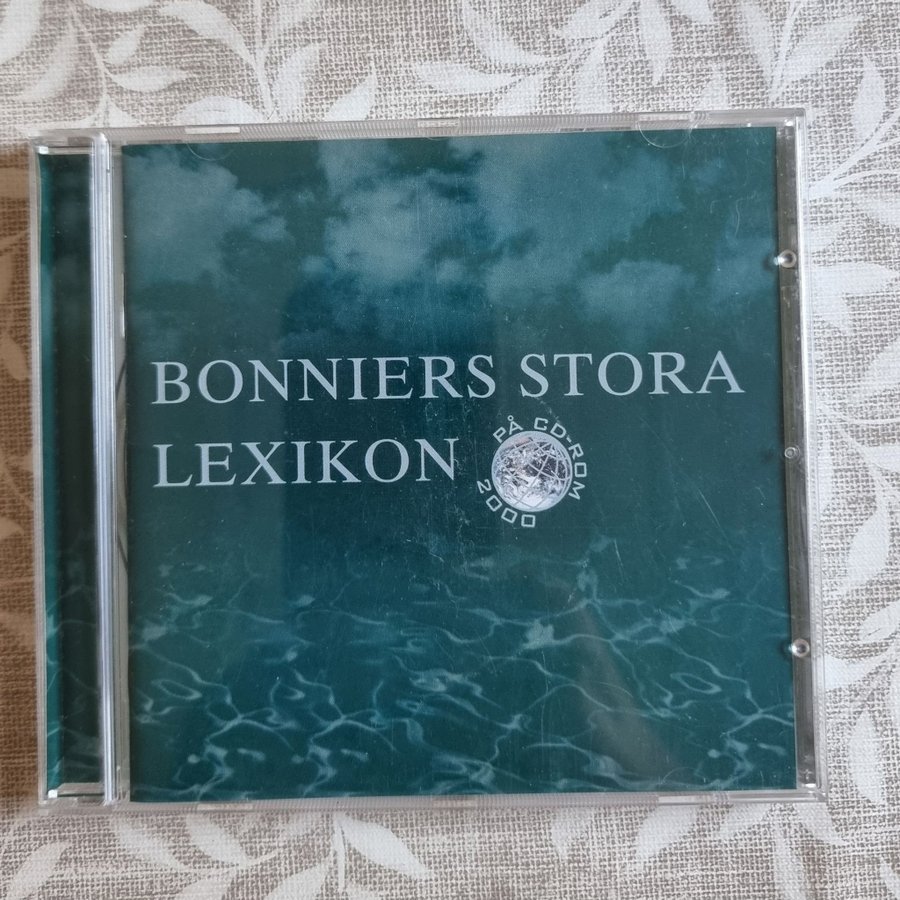 BONNIERS STORA
LEXIKON
PÅ CD-ROM
2000